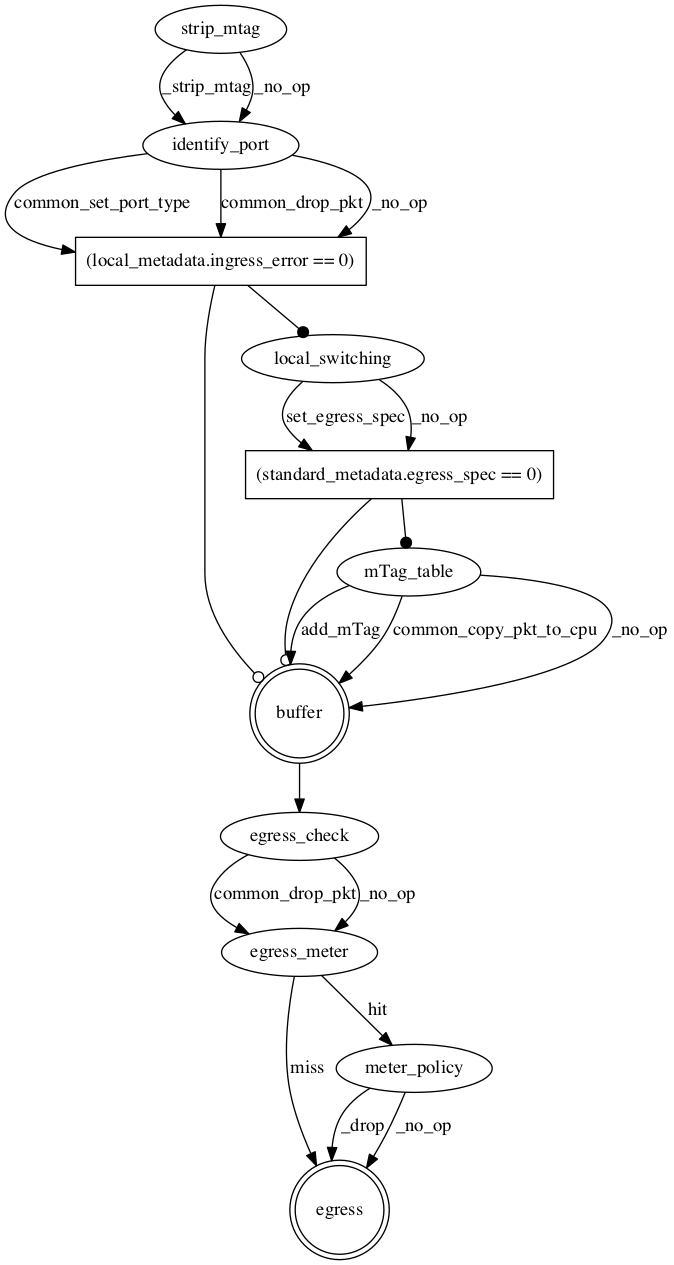 strip_mtag
_strip_mtag
_no_op
identify_port
common_set_port_type
common_drop_pkt
_no_op
(local_metadata.ingress_error == 0)
local_switching
set_egress_spec
_no_op
(standard_metadata.egress_spec == 0)
mTag_table
add_mTag
common_copy_pkt_to_cpu
_no_op
buffer
egress_check
common_drop_pkt
_no_op
egress_meter
hit
miss
meter_policy
_drop
_no_op
egress